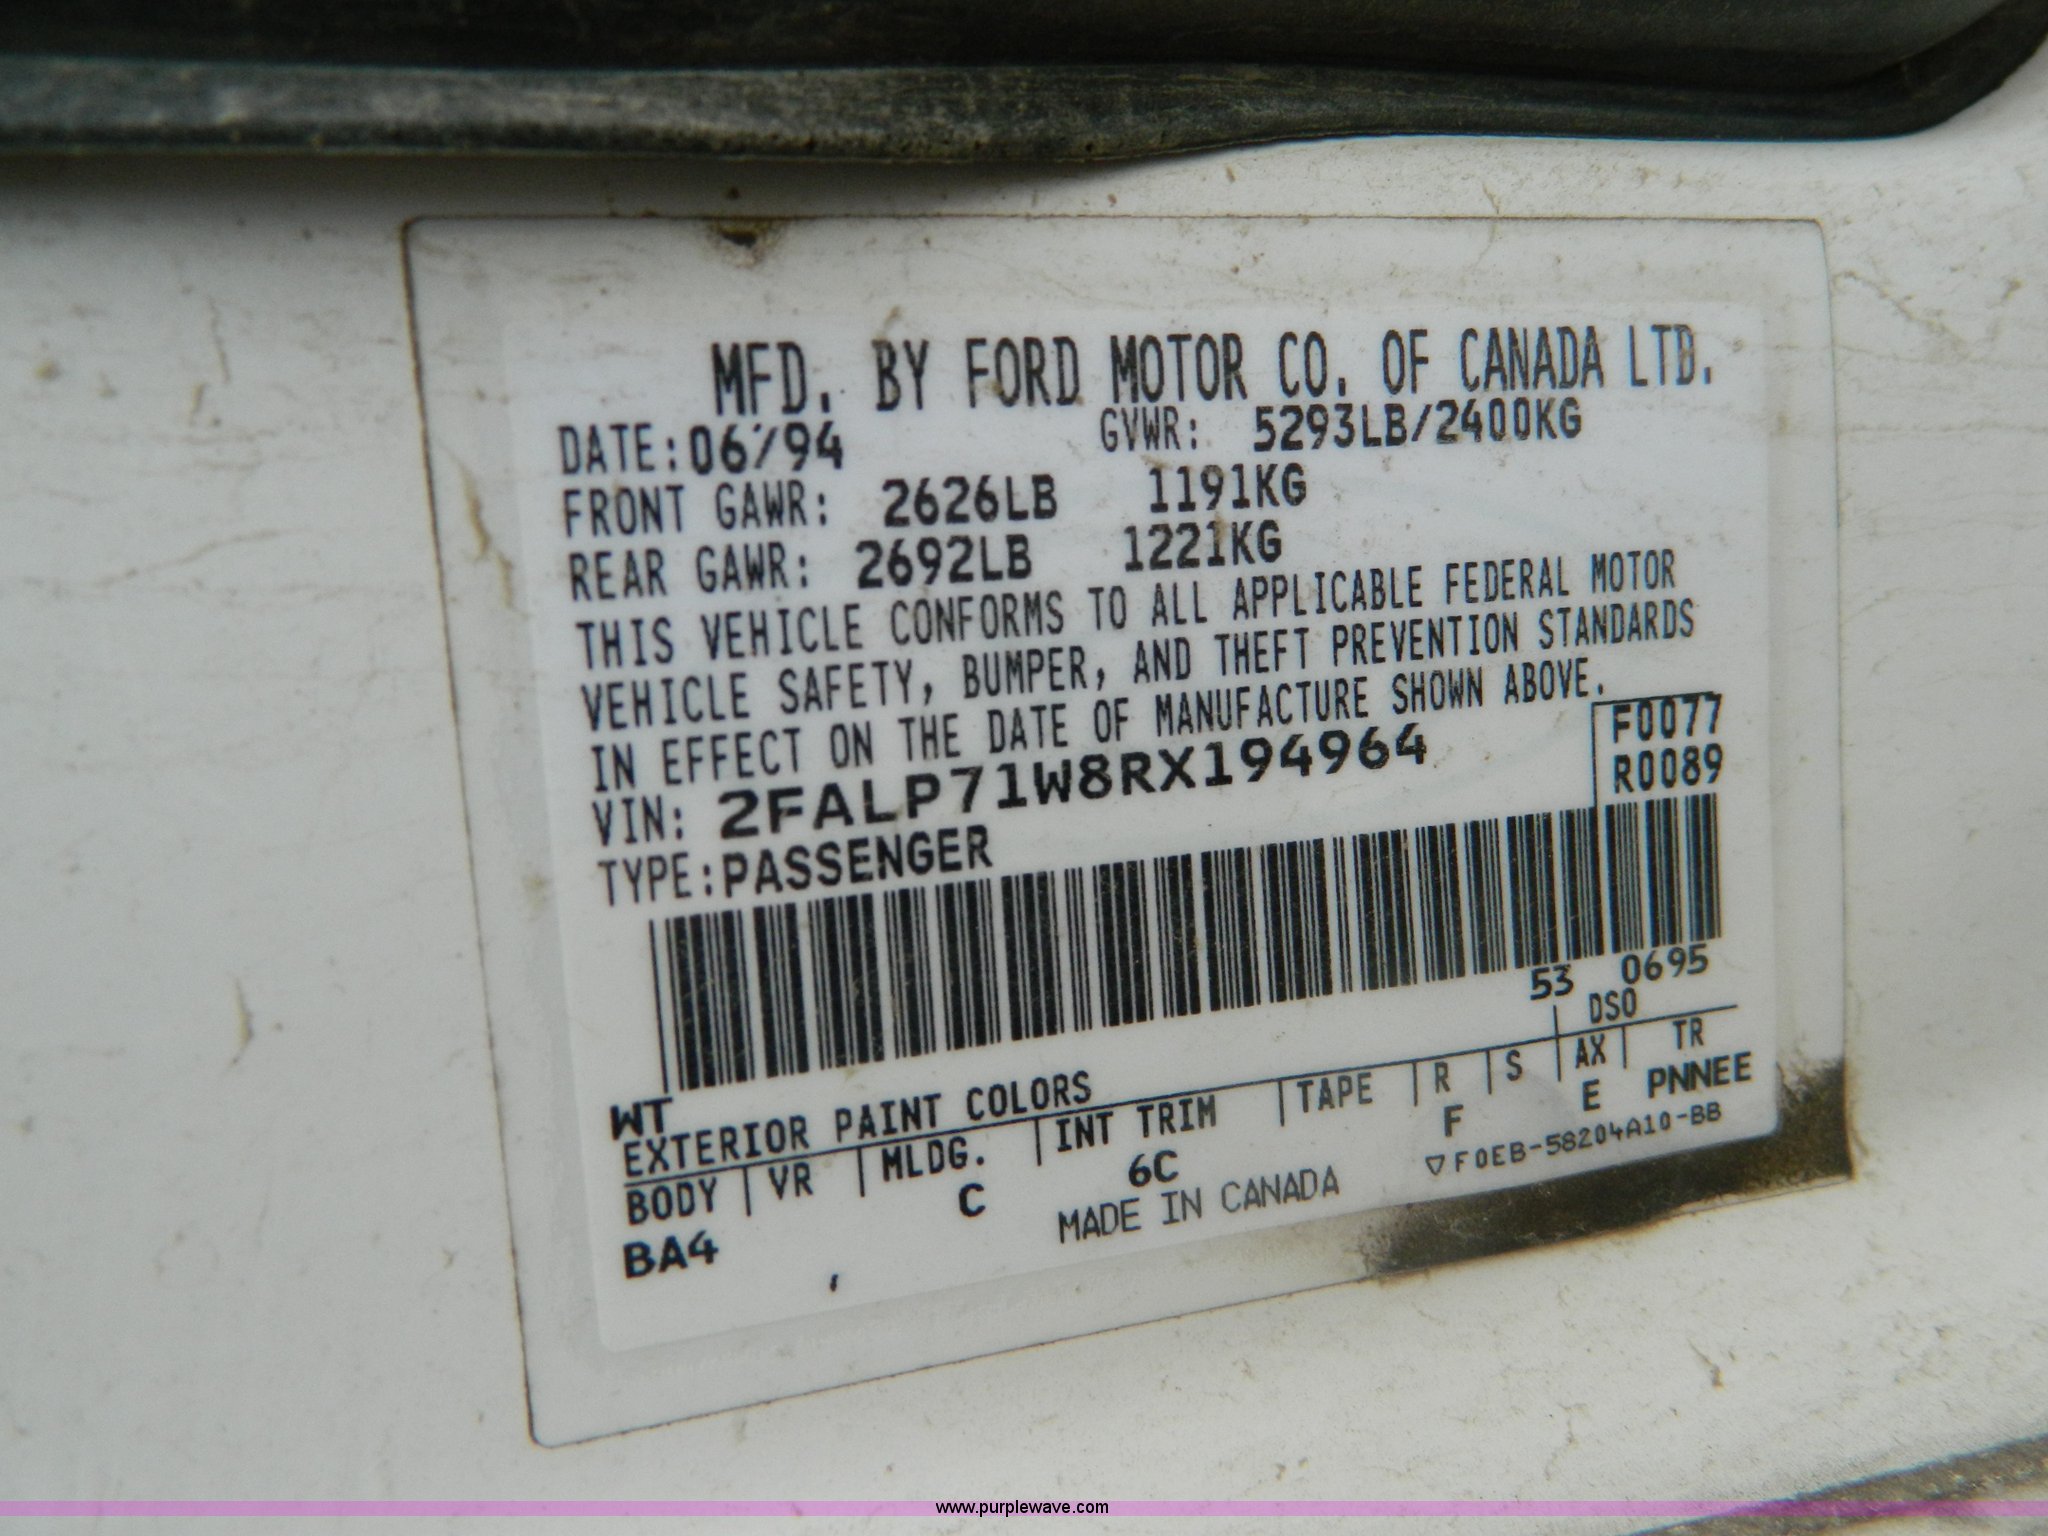 MFD. BY FORD MOTOR CO. OF CANADA LTD.
DATE:06/94 GVWR: 5293LB/2400KG
FRONT GAWR: 2626LB 1191KG
REAR GAWR: 2692LB 1221KG
THIS VEHICLE CONFORMS TO ALL APPLICABLE FEDERAL MOTOR
VEHICLE SAFETY, BUMPER, AND THEFT PREVENTION STANDARDS
IN EFFECT ON THE DATE OF MANUFACTURE SHOWN ABOVE.
VIN: 2FALP71W8RX194964
F0077
R0089
TYPE:PASSENGER
53 0695
WT
EXTERIOR PAINT COLORS DSO
BODY VR MLDG. INT TRIM TAPE R S AX TR
BA4 C 6C F E PNNEE
MADE IN CANADA
▽F0EB-58204A10-BB
www.purplewave.com